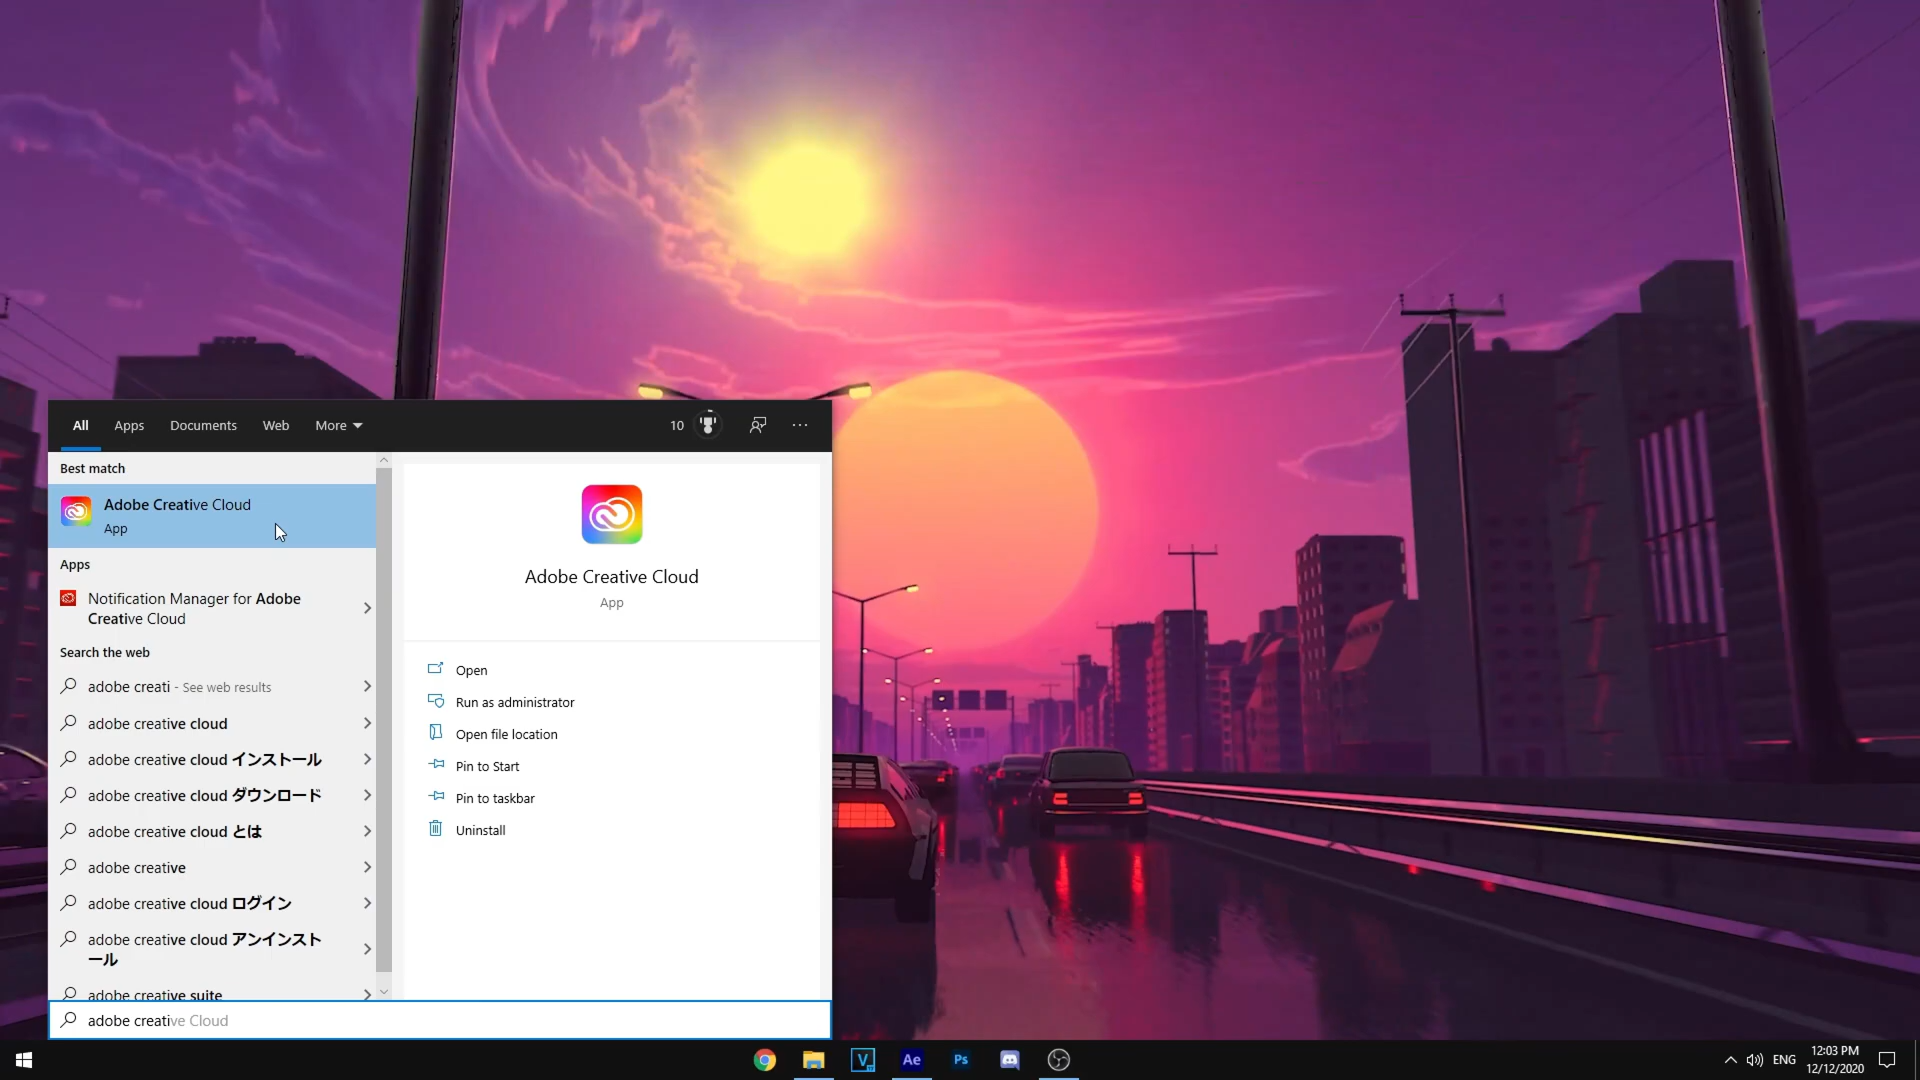 All Apps Documents Web More 10
Best match
Adobe Creative Cloud
App
Apps
Notification Manager for Adobe
Creative Cloud
Search the web
adobe creati - See web results
adobe creative cloud
adobe creative cloud インストール
adobe creative cloud ダウンロード
adobe creative cloud とは
adobe creative
adobe creative cloud ログイン
adobe creative cloud アンインスト
ール
adobe creative suite
adobe creative Cloud
Adobe Creative Cloud
App
Open
Run as administrator
Open file location
Pin to Start
Pin to taskbar
Uninstall
V
Ae
Ps
ENG
12:03 PM
12/12/2020